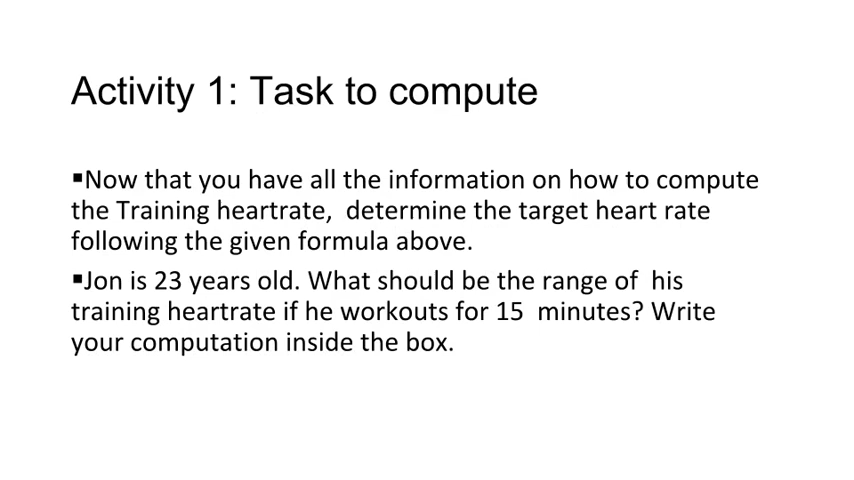 Activity 1: Task to compute
▪Now that you have all the information on how to compute
the Training heartrate,  determine the target heart rate
following the given formula above.
▪Jon is 23 years old. What should be the range of  his
training heartrate if he workouts for 15  minutes? Write
your computation inside the box.